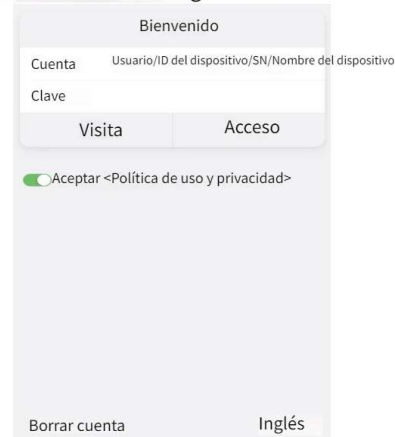 Bienvenido
Cuenta Usuario/ID del dispositivo/SN/Nombre del dispositivo
Clave
Visita Acceso
Aceptar <Política de uso y privacidad>
Borrar cuenta Inglés